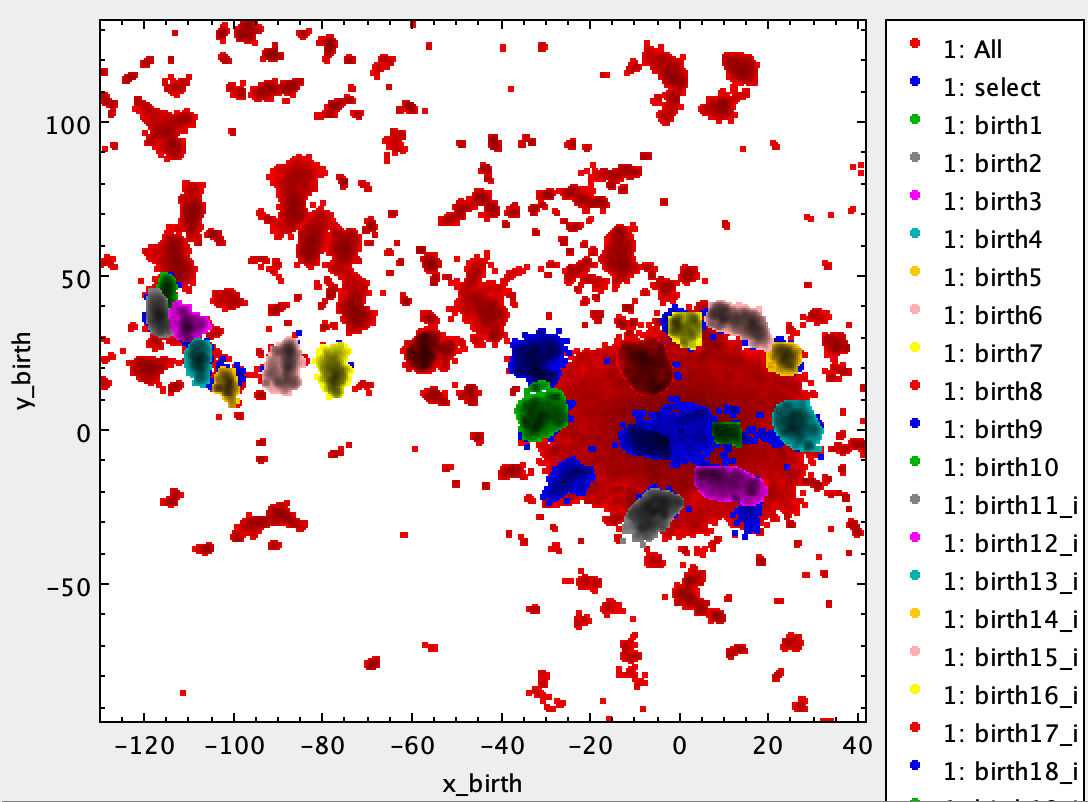 100
50
0
−50
y_birth
−120 −100 −80 −60 −40 −20 0 20 40
x_birth
1: All
1: select
1: birth1
1: birth2
1: birth3
1: birth4
1: birth5
1: birth6
1: birth7
1: birth8
1: birth9
1: birth10
1: birth11_i
1: birth12_i
1: birth13_i
1: birth14_i
1: birth15_i
1: birth16_i
1: birth17_i
1: birth18_i